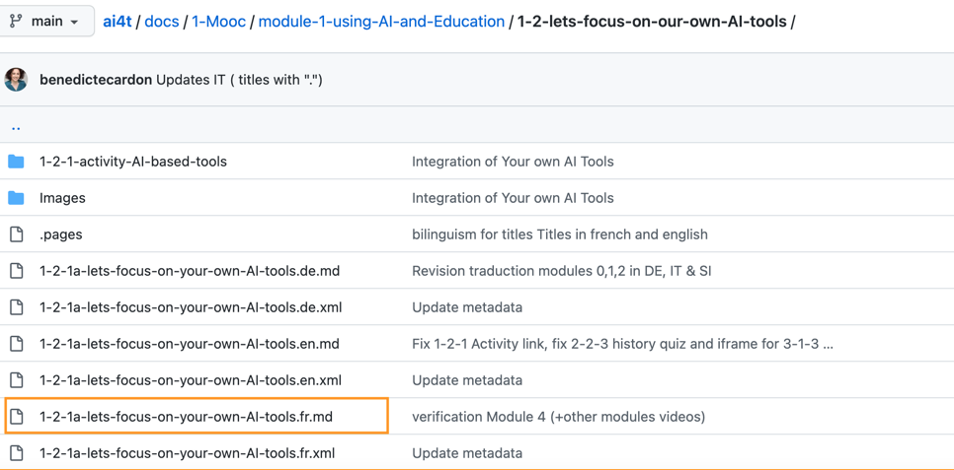 main ai4t / docs / 1-Mooc / module-1-using-AI-and-Education / 1-2-lets-focus-on-our-own-AI-tools /
benedictecardon Updates IT ( titles with ".")
..
1-2-1-activity-AI-based-tools Integration of Your own AI Tools
Images Integration of Your own AI Tools
.pages bilinguism for titles Titles in french and english
1-2-1a-lets-focus-on-your-own-AI-tools.de.md Revision traduction modules 0,1,2 in DE, IT & SI
1-2-1a-lets-focus-on-your-own-AI-tools.de.xml Update metadata
1-2-1a-lets-focus-on-your-own-AI-tools.en.md Fix 1-2-1 Activity link, fix 2-2-3 history quiz and iframe for 3-1-3 ...
1-2-1a-lets-focus-on-your-own-AI-tools.en.xml Update metadata
1-2-1a-lets-focus-on-your-own-AI-tools.fr.md verification Module 4 (+other modules videos)
1-2-1a-lets-focus-on-your-own-AI-tools.fr.xml Update metadata